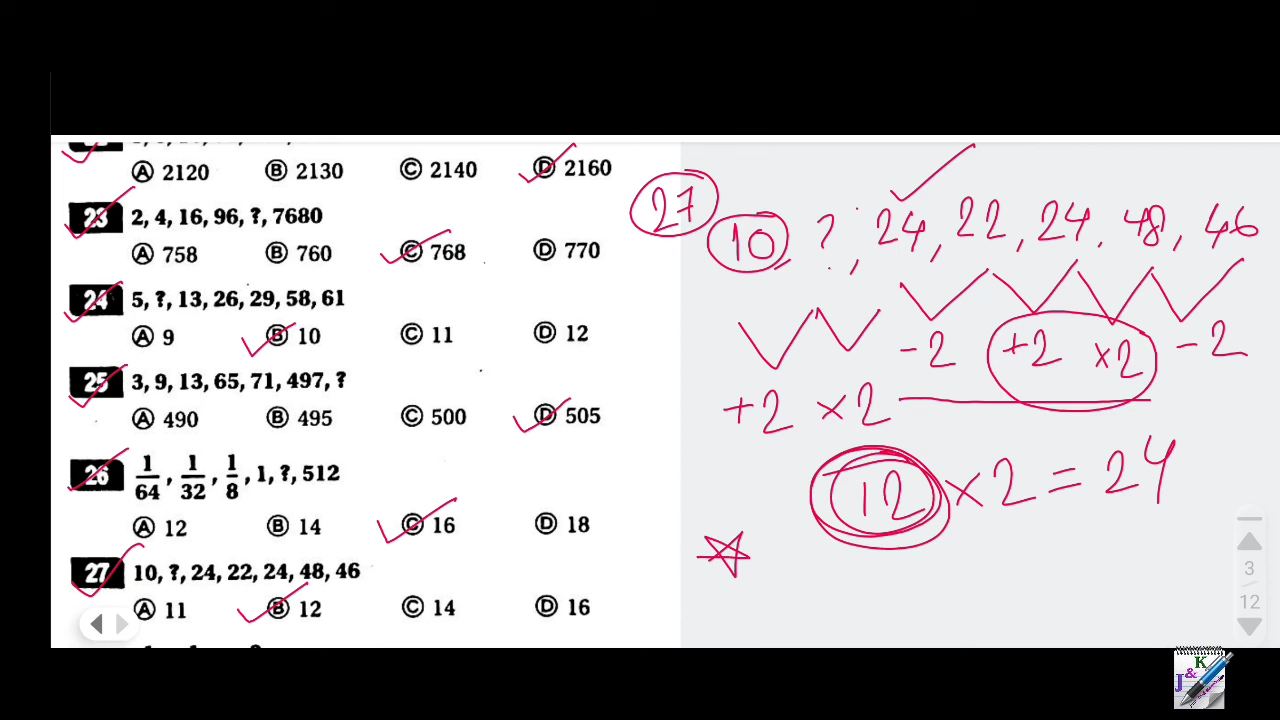 Ⓐ 2120 Ⓑ 2130 Ⓒ 2140 Ⓓ 2160
23 2, 4, 16, 96, ?, 7680
Ⓐ 758 Ⓑ 760 Ⓒ 768 Ⓓ 770
24 5, ?, 13, 26, 29, 58, 61
Ⓐ 9 Ⓑ 10 Ⓒ 11 Ⓓ 12
25 3, 9, 13, 65, 71, 497, ?
Ⓐ 490 Ⓑ 495 Ⓒ 500 Ⓓ 505
26 1/64, 1/32, 1/8, 1, ?, 512
Ⓐ 12 Ⓑ 14 Ⓒ 16 Ⓓ 18
27 10, ?, 24, 22, 24, 48, 46
Ⓐ 11 Ⓑ 12 Ⓒ 14 Ⓓ 16
27
10, ?, 24, 22, 24, 48, 46
-2 +2 ×2 -2
+2 ×2
12 ×2 = 24
3
12
J&K